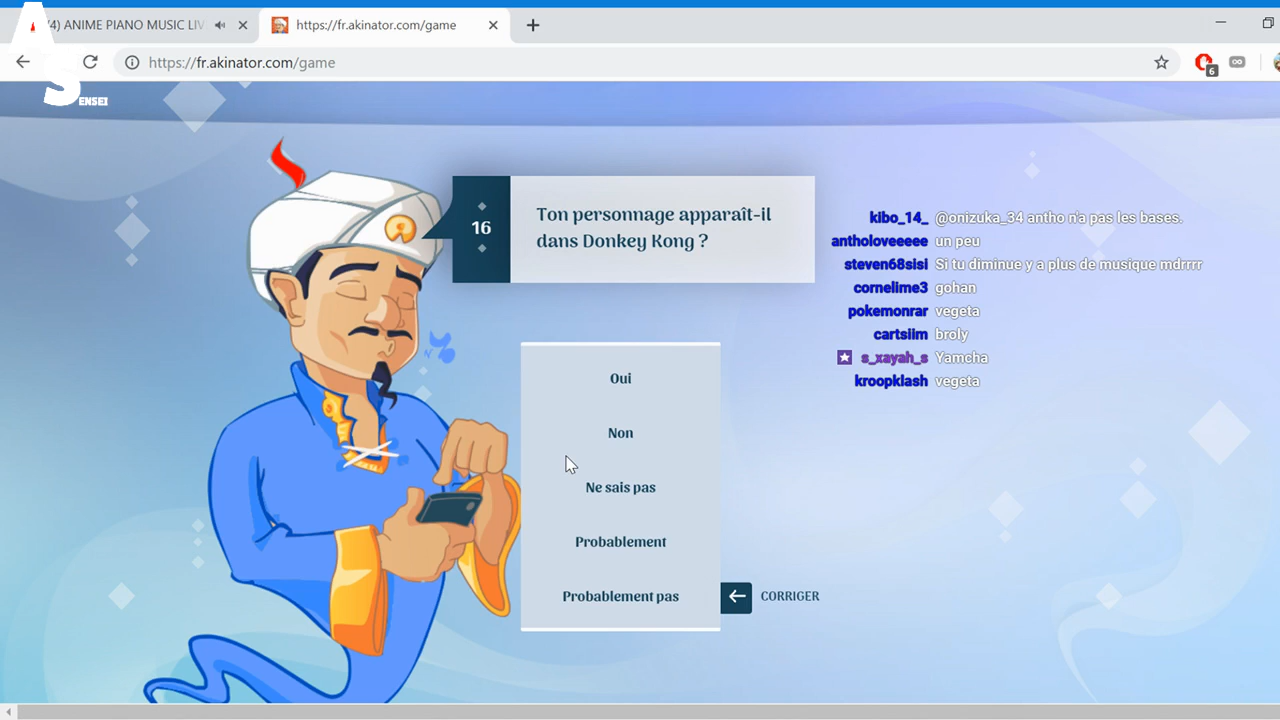 4) ANIME PIANO MUSIC LIV
https://fr.akinator.com/game
https://fr.akinator.com/game
6
A
SENSEI
16
Ton personnage apparaît-il
dans Donkey Kong ?
Oui
Non
Ne sais pas
Probablement
Probablement pas
CORRIGER
kibo_14_ @onizuka_34 antho n'a pas les bases.
antholoveeeee un peu
steven68sisi Si tu diminue y a plus de musique mdrrrr
cornelime3 gohan
pokemonrar vegeta
cartsiim broly
s_xayah_s Yamcha
kroopklash vegeta